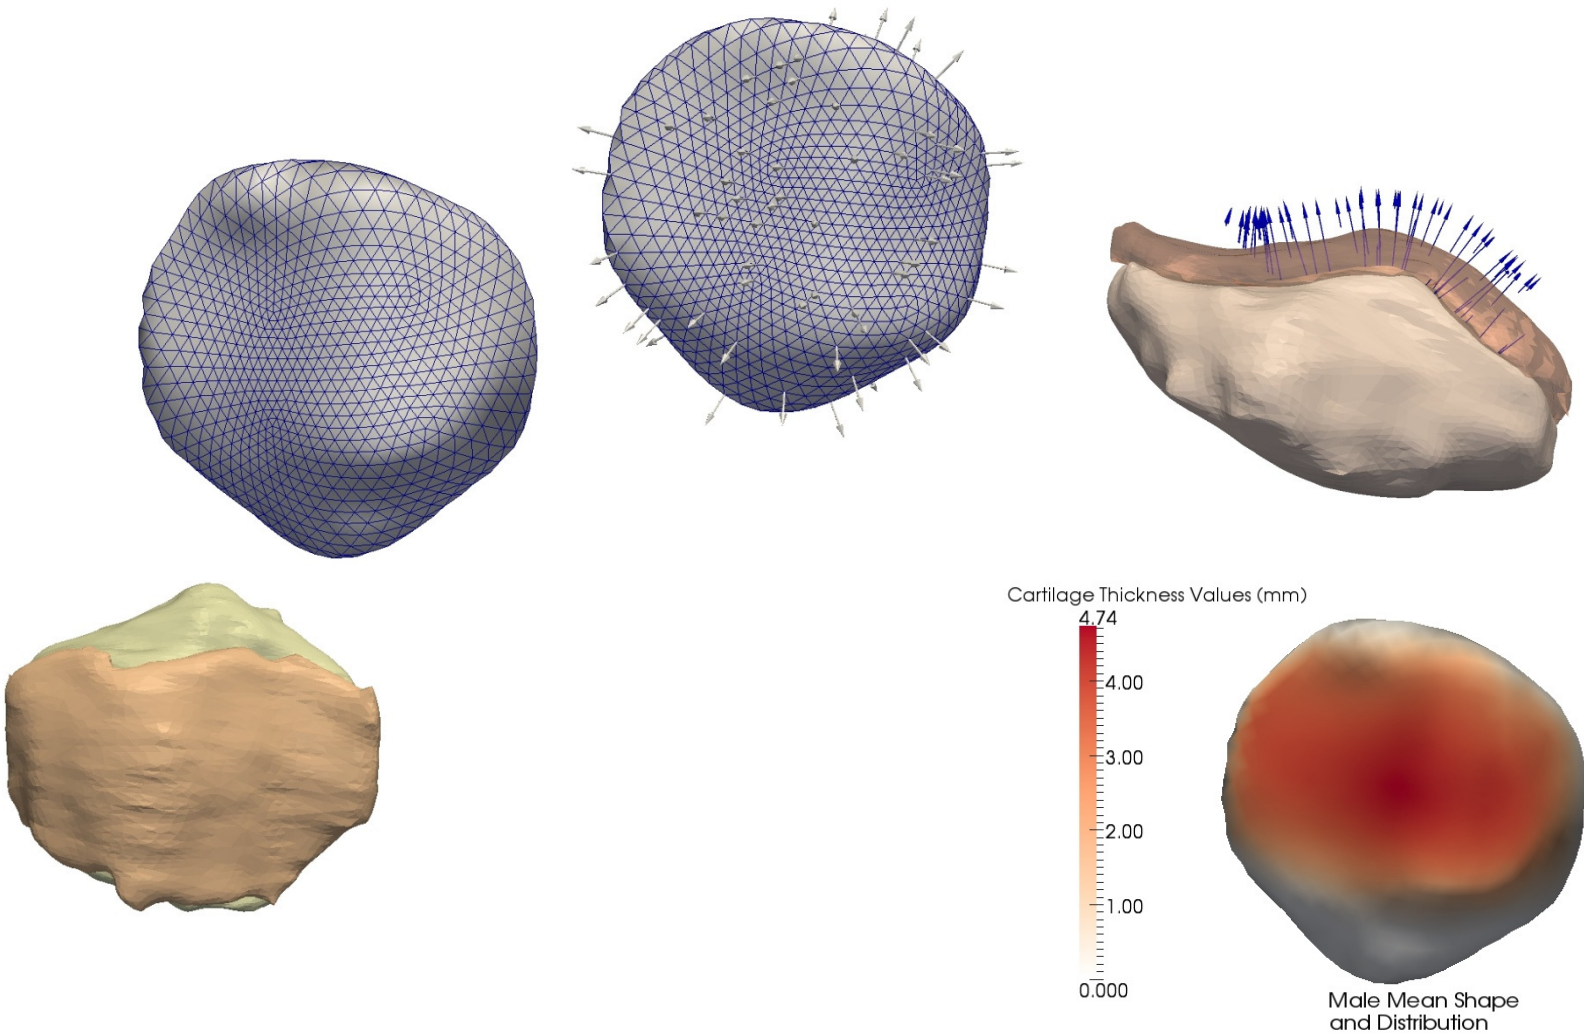 Cartilage Thickness Values (mm)
4.74
4.00
3.00
2.00
1.00
0.000
Male Mean Shape
and Distribution